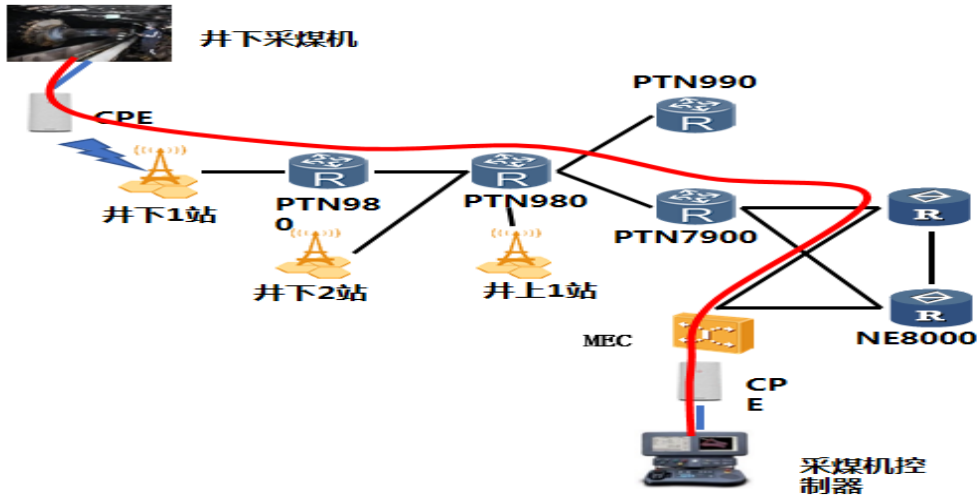 井下采煤机
CPE
PTN990
PTN98
0
PTN980
井下1站
PTN7900
井下2站
井上1站
NE8000
MEC
CP
E
采煤机控
制器
R
R
R
R
R
R